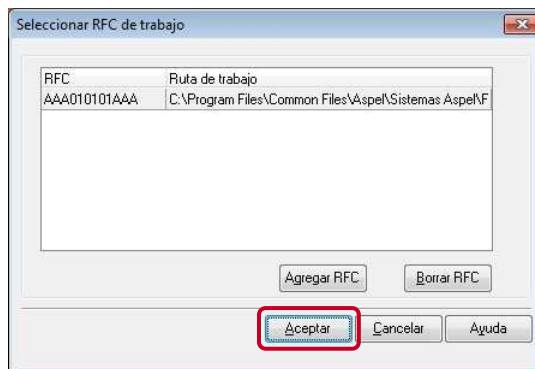 Seleccionar RFC de trabajo
RFC Ruta de trabajo
AAA010101AAA C:\Program Files\Common Files\Aspel\Sistemas Aspel\F
Agregar RFC Borrar RFC
Aceptar Cancelar Ayuda